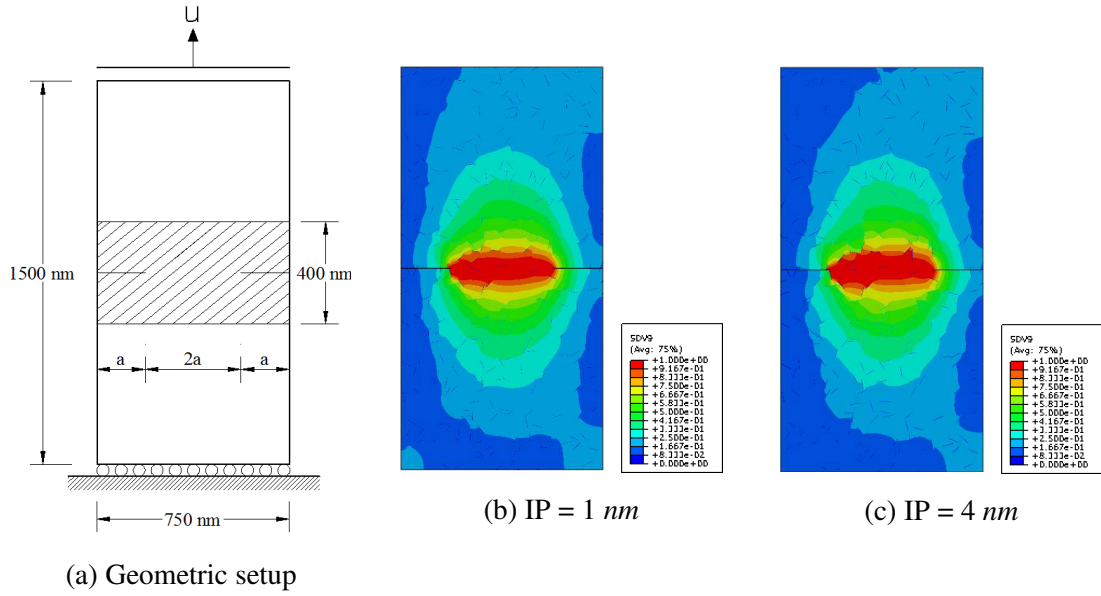 u
1500 nm
400 nm
a
2a
a
750 nm
(a) Geometric setup
SDV9
(Avg: 75%)
+1.000e+00
+9.167e-01
+8.333e-01
+7.500e-01
+6.667e-01
+5.833e-01
+5.000e-01
+4.167e-01
+3.333e-01
+2.500e-01
+1.667e-01
+8.333e-02
+0.000e+00
(b) IP = 1 nm
SDV9
(Avg: 75%)
+1.000e+00
+9.167e-01
+8.333e-01
+7.500e-01
+6.667e-01
+5.833e-01
+5.000e-01
+4.167e-01
+3.333e-01
+2.500e-01
+1.667e-01
+8.333e-02
+0.000e+00
(c) IP = 4 nm